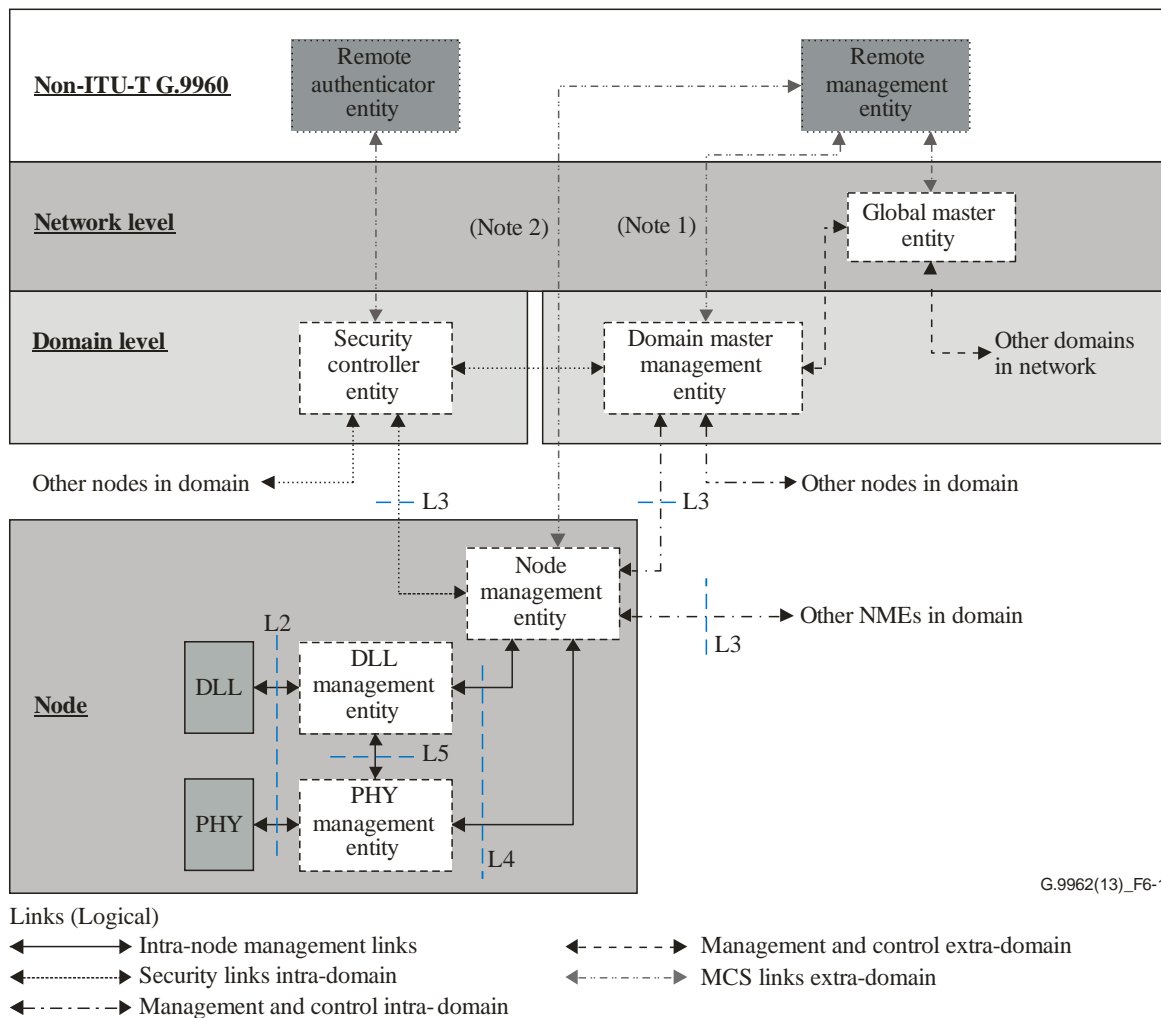 Non-ITU-T G.9960
Remote
authenticator
entity
Remote
management
entity
Network level
(Note 2)
(Note 1)
Global master
entity
Domain level
Security
controller
entity
Domain master
management
entity
Other domains
in network
Other nodes in domain
L3
L3
Other nodes in domain
Node
management
entity
Other NMEs in domain
L3
L2
DLL
DLL
management
entity
Node
L5
PHY
PHY
management
entity
L4
G.9962(13)_F6-1
Links (Logical)
Intra-node management links
Management and control extra-domain
Security links intra-domain
MCS links extra-domain
Management and control intra-domain